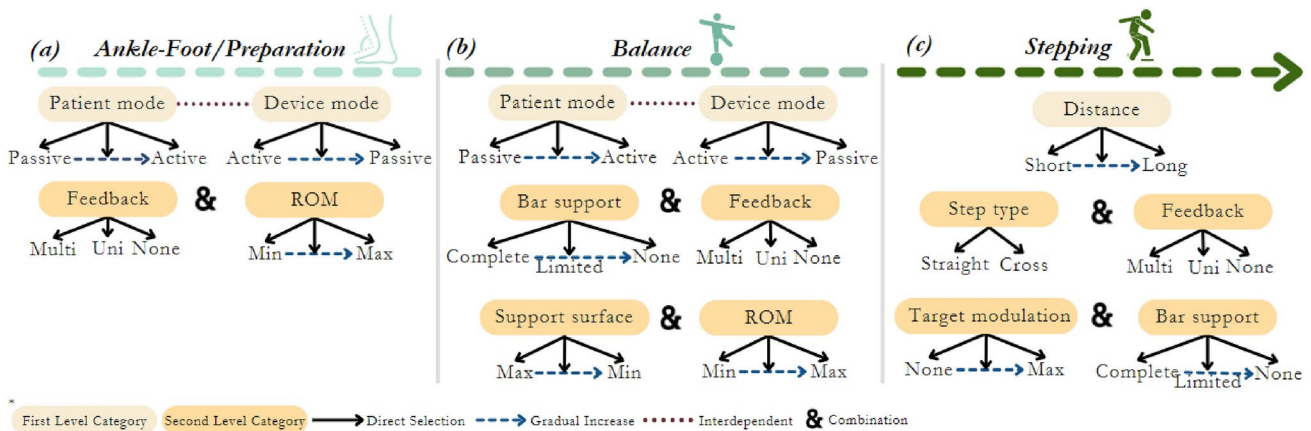 (a) Ankle-Foot/Preparation
Patient mode Device mode
Passive Active Active Passive
Feedback & ROM
Multi Uni None Min Max
(b) Balance
Patient mode Device mode
Passive Active Active Passive
Bar support & Feedback
Complete Limited None Multi Uni None
Support surface & ROM
Max Min Min Max
(c) Stepping
Distance
Short Long
Step type & Feedback
Straight Cross Multi Uni None
Target modulation & Bar support
None Max Complete Limited None
*
First Level Category Second Level Category Direct Selection Gradual Increase Interdependent & Combination